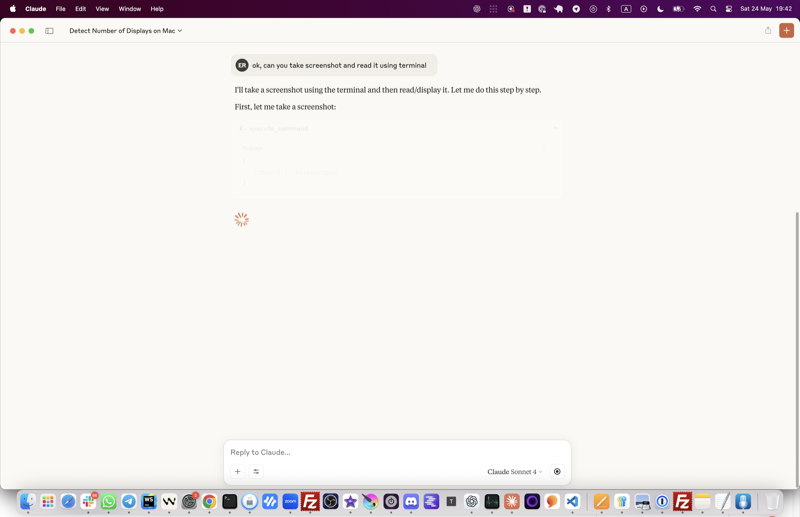 Claude File Edit View Window Help
A
Sat 24 May 19:42
Detect Number of Displays on Mac
ER ok, can you take screenshot and read it using terminal
I'll take a screenshot using the terminal and then read/display it. Let me do this step by step.
First, let me take a screenshot:
execute_command
Reply to Claude...
Claude Sonnet 4